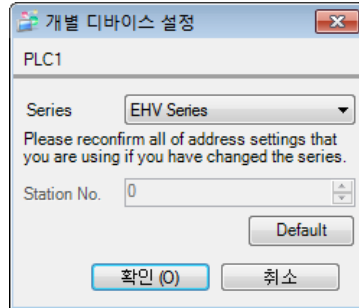 개별 디바이스 설정
PLC1
Series EHV Series
Please reconfirm all of address settings that
you are using if you have changed the series.
Station No. 0
Default
확인 (O) 취소